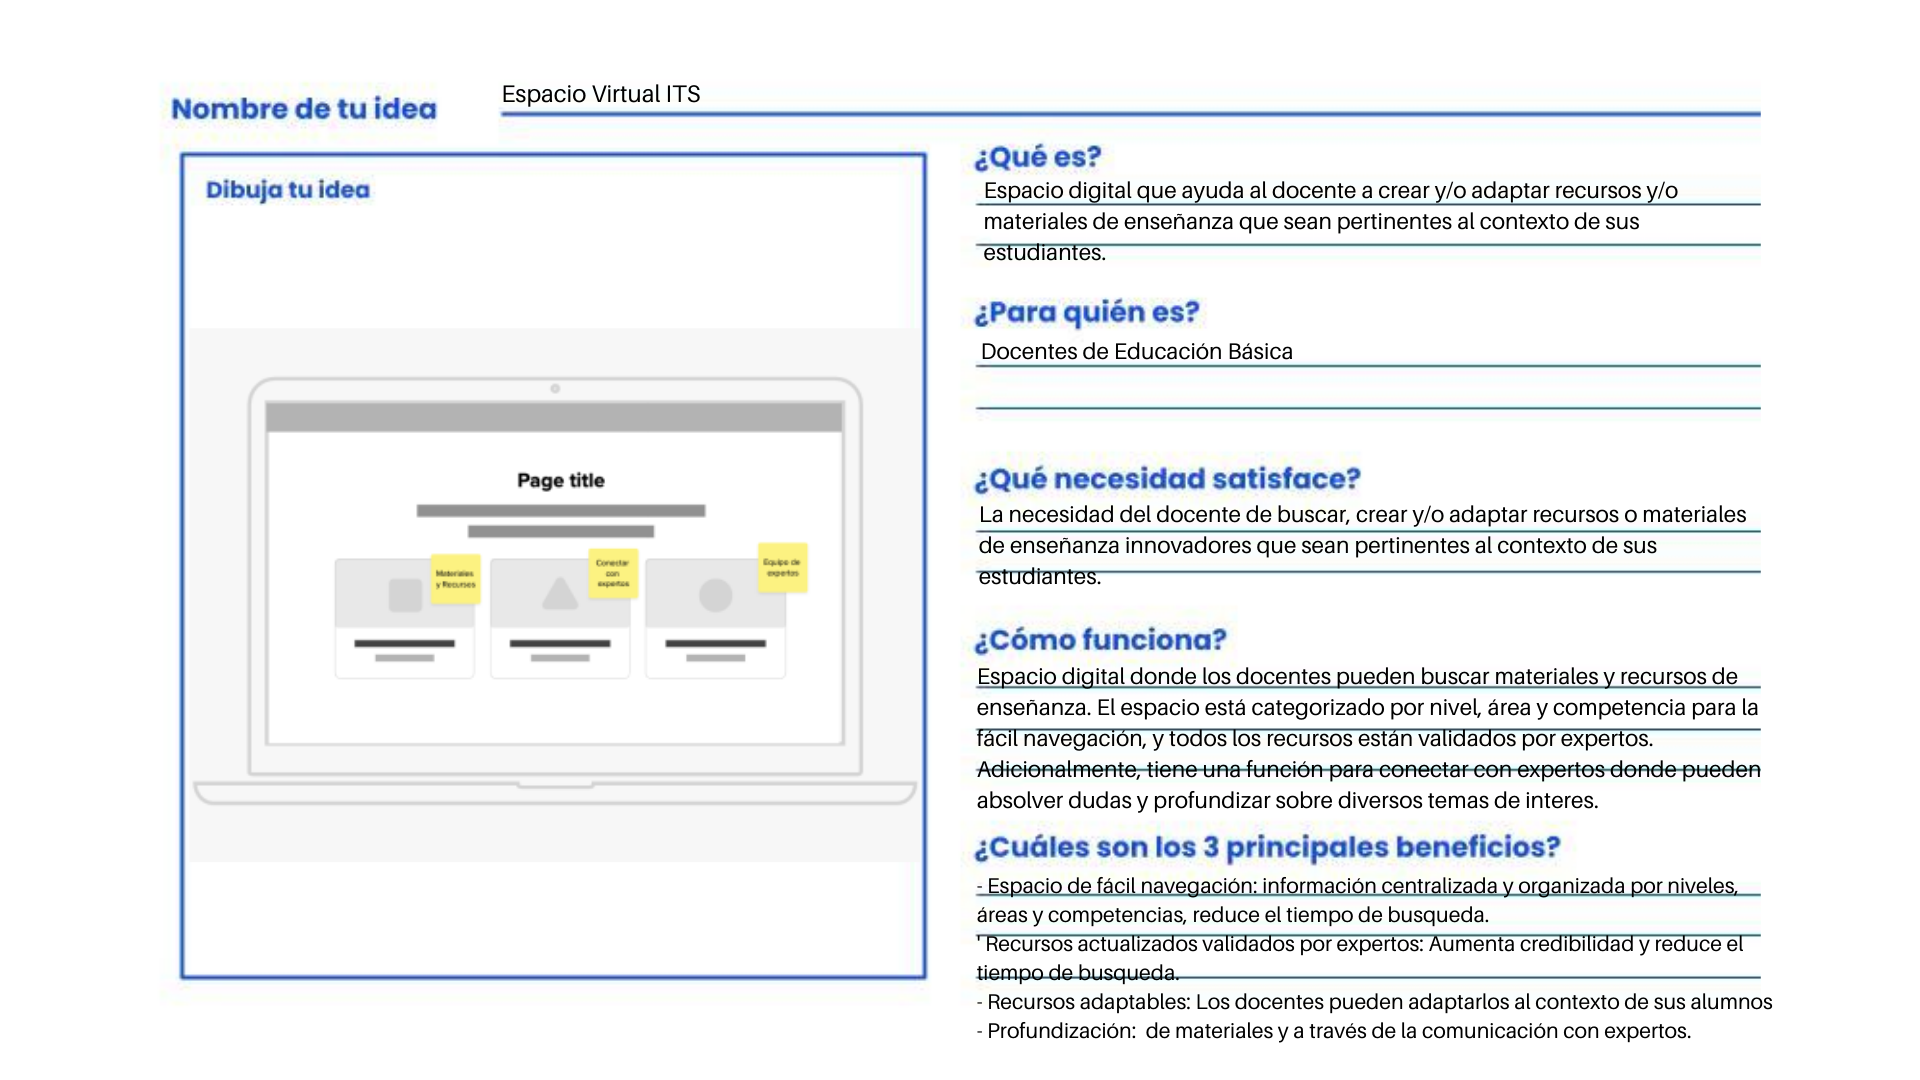 Nombre de tu idea
Espacio Virtual ITS
Dibuja tu idea
Page title
Materiales
y Recursos
Conectar
con
expertos
Equipo de
expertos
¿Qué es?
Espacio digital que ayuda al docente a crear y/o adaptar recursos y/o
materiales de enseñanza que sean pertinentes al contexto de sus
estudiantes.
¿Para quién es?
Docentes de Educación Básica
¿Qué necesidad satisface?
La necesidad del docente de buscar, crear y/o adaptar recursos o materiales
de enseñanza innovadores que sean pertinentes al contexto de sus
estudiantes.
¿Cómo funciona?
Espacio digital donde los docentes pueden buscar materiales y recursos de
enseñanza. El espacio está categorizado por nivel, área y competencia para la
fácil navegación, y todos los recursos están validados por expertos.
Adicionalmente, tiene una función para conectar con expertos donde pueden
absolver dudas y profundizar sobre diversos temas de interes.
¿Cuáles son los 3 principales beneficios?
- Espacio de fácil navegación: información centralizada y organizada por niveles,
áreas y competencias, reduce el tiempo de busqueda.
' Recursos actualizados validados por expertos: Aumenta credibilidad y reduce el
tiempo de busqueda.
- Recursos adaptables: Los docentes pueden adaptarlos al contexto de sus alumnos
- Profundización:  de materiales y a través de la comunicación con expertos.